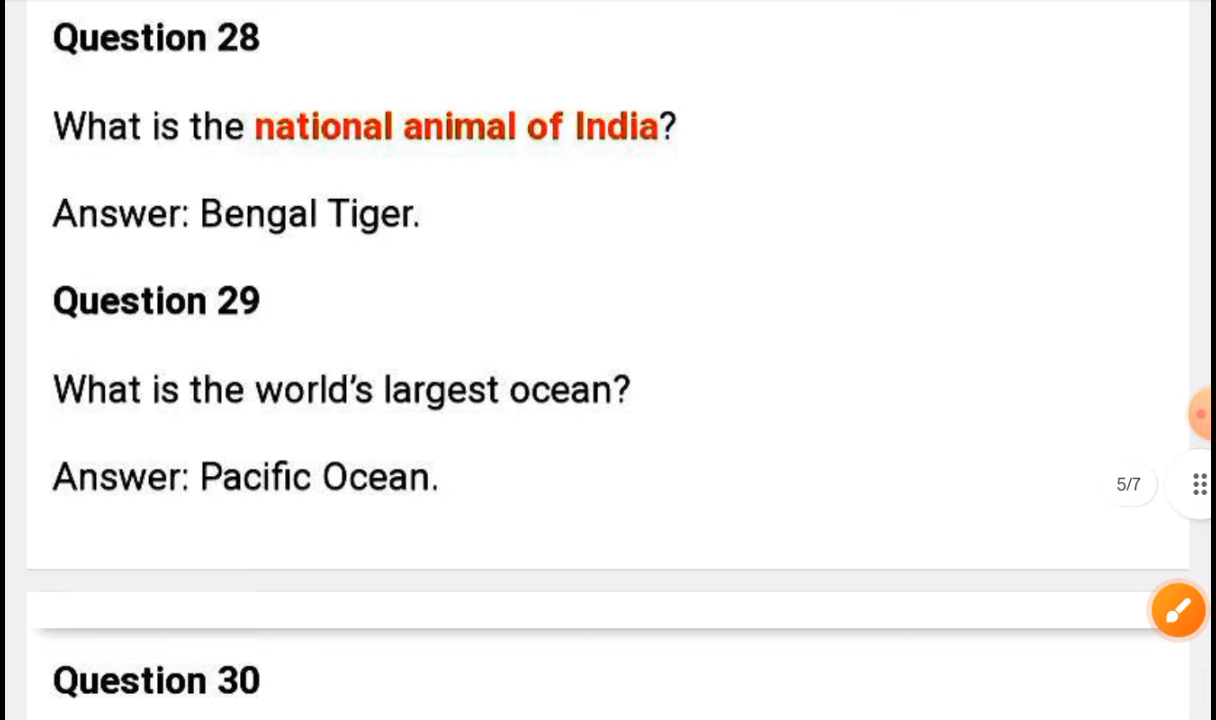 Question 28
What is the national animal of India?
Answer: Bengal Tiger.
Question 29
What is the world’s largest ocean?
Answer: Pacific Ocean.
5/7
Question 30